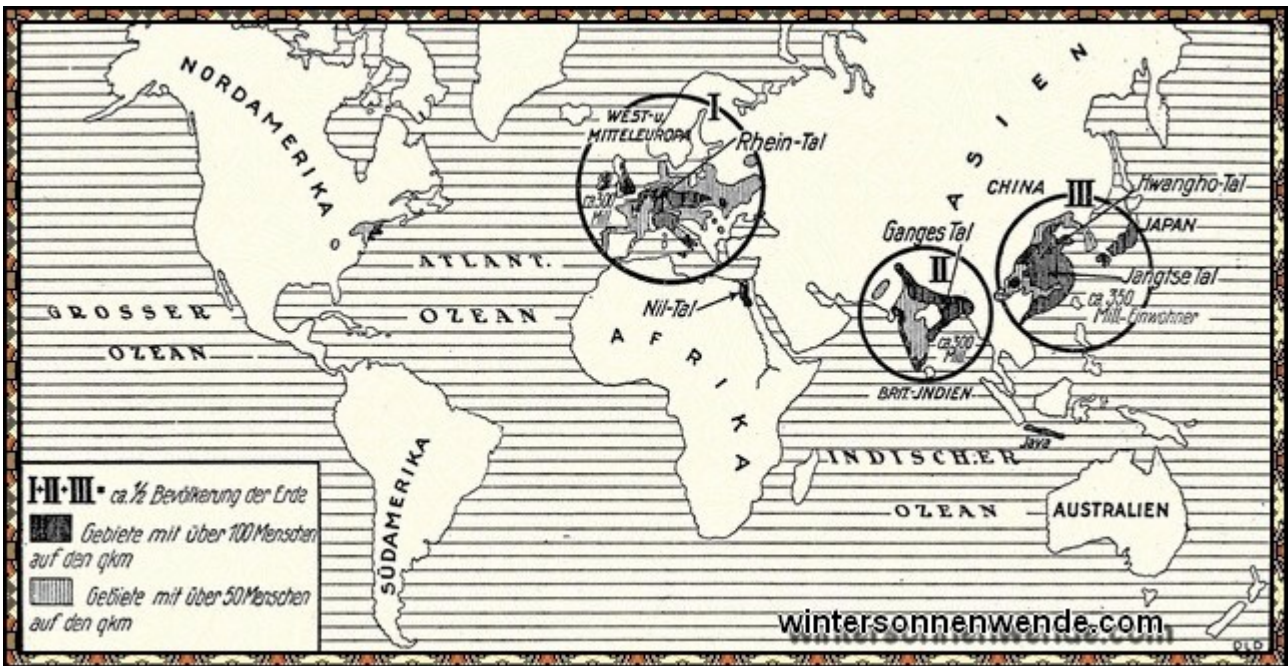 NORDAMERIKA
WEST- u.
MITTELEUROPA
I
Rhein-Tal
ca. 300
Mill.
ASIEN
CHINA
III
Hwangho-Tal
JAPAN
Ganges Tal
II
Jangtse Tal
ca. 350
Mill. Einwohner
ATLANT.
OZEAN
Nil-Tal
GROSSER
OZEAN
AFRIKA
ca. 300
Mill.
BRIT.-JNDIEN
Java
INDISCHER
OZEAN
SÜDAMERIKA
AUSTRALIEN
I·II·III = ca. ½ Bevölkerung der Erde
Gebiete mit über 100 Menschen
auf den qkm
Gebiete mit über 50 Menschen
auf den qkm
wintersonnenwende.com
DLD